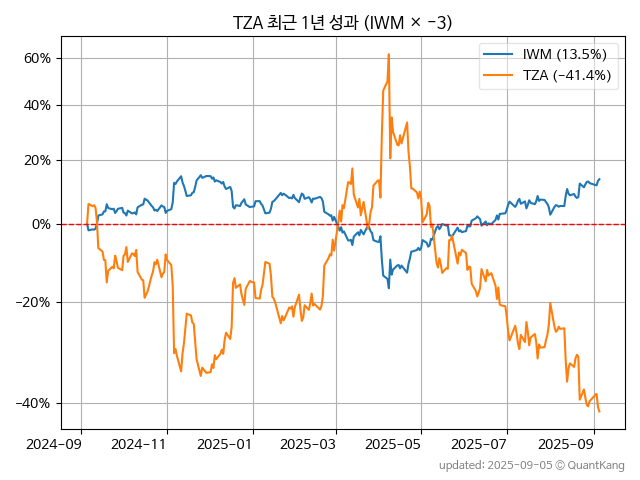 TZA 최근 1년 성과 (IWM × -3)
IWM (13.5%)
TZA (-41.4%)
60%
40%
20%
0%
-20%
-40%
2024-09 2024-11 2025-01 2025-03 2025-05 2025-07 2025-09
updated: 2025-09-05 © QuantKang